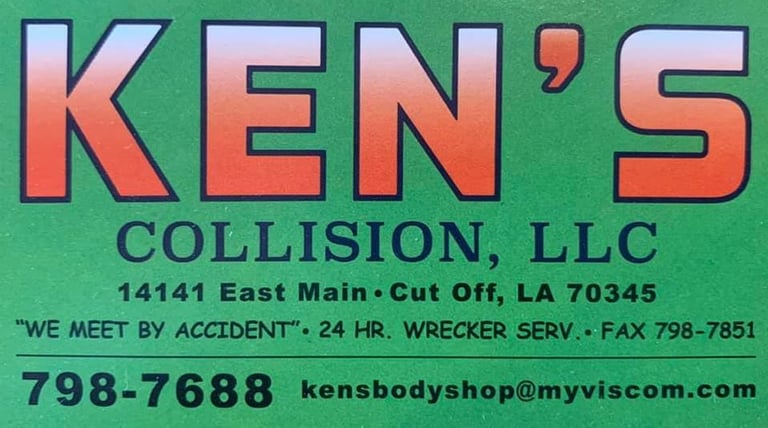 KEN'S
COLLISION, LLC
14141 East Main • Cut Off, LA 70345
"WE MEET BY ACCIDENT" • 24 HR. WRECKER SERV. • FAX 798-7851
798-7688 kensbodyshop@myviscom.com